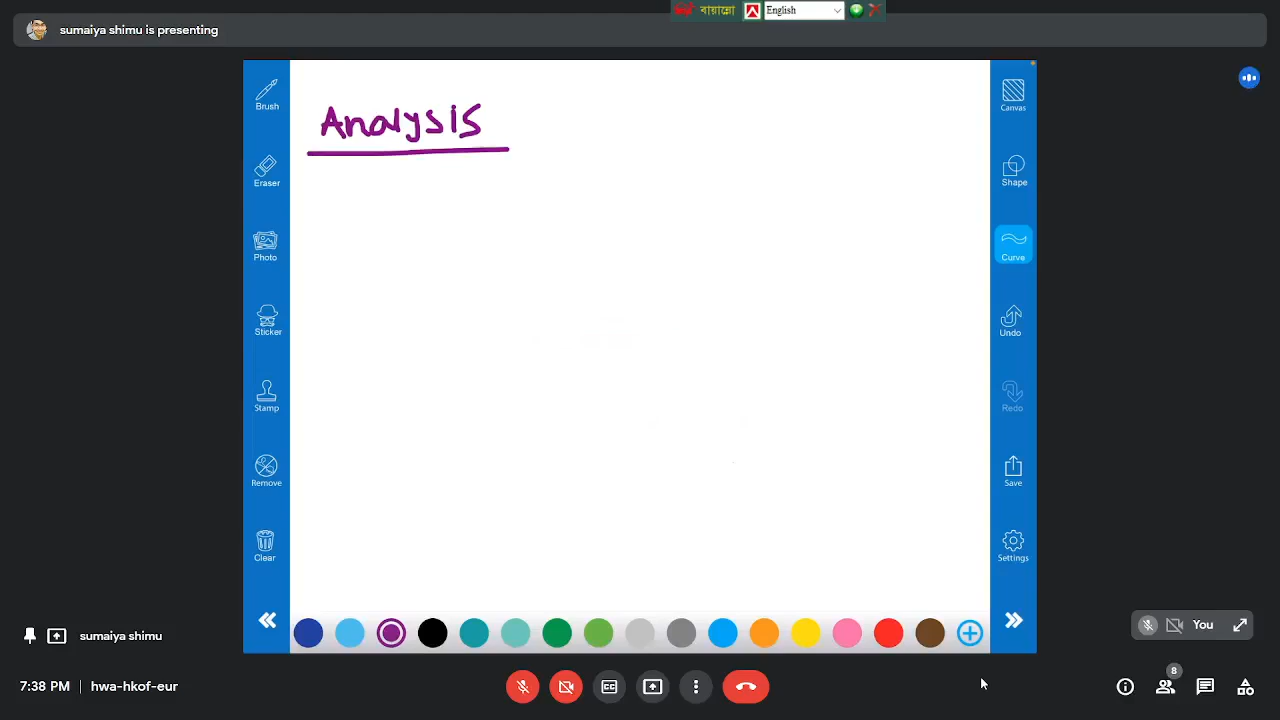 বায়ান্নো English
sumaiya shimu is presenting
Analysis
Brush
Eraser
Photo
Sticker
Stamp
Remove
Clear
Canvas
Shape
Curve
Undo
Redo
Save
Settings
sumaiya shimu
You
7:38 PM | hwa-hkof-eur
CC
8